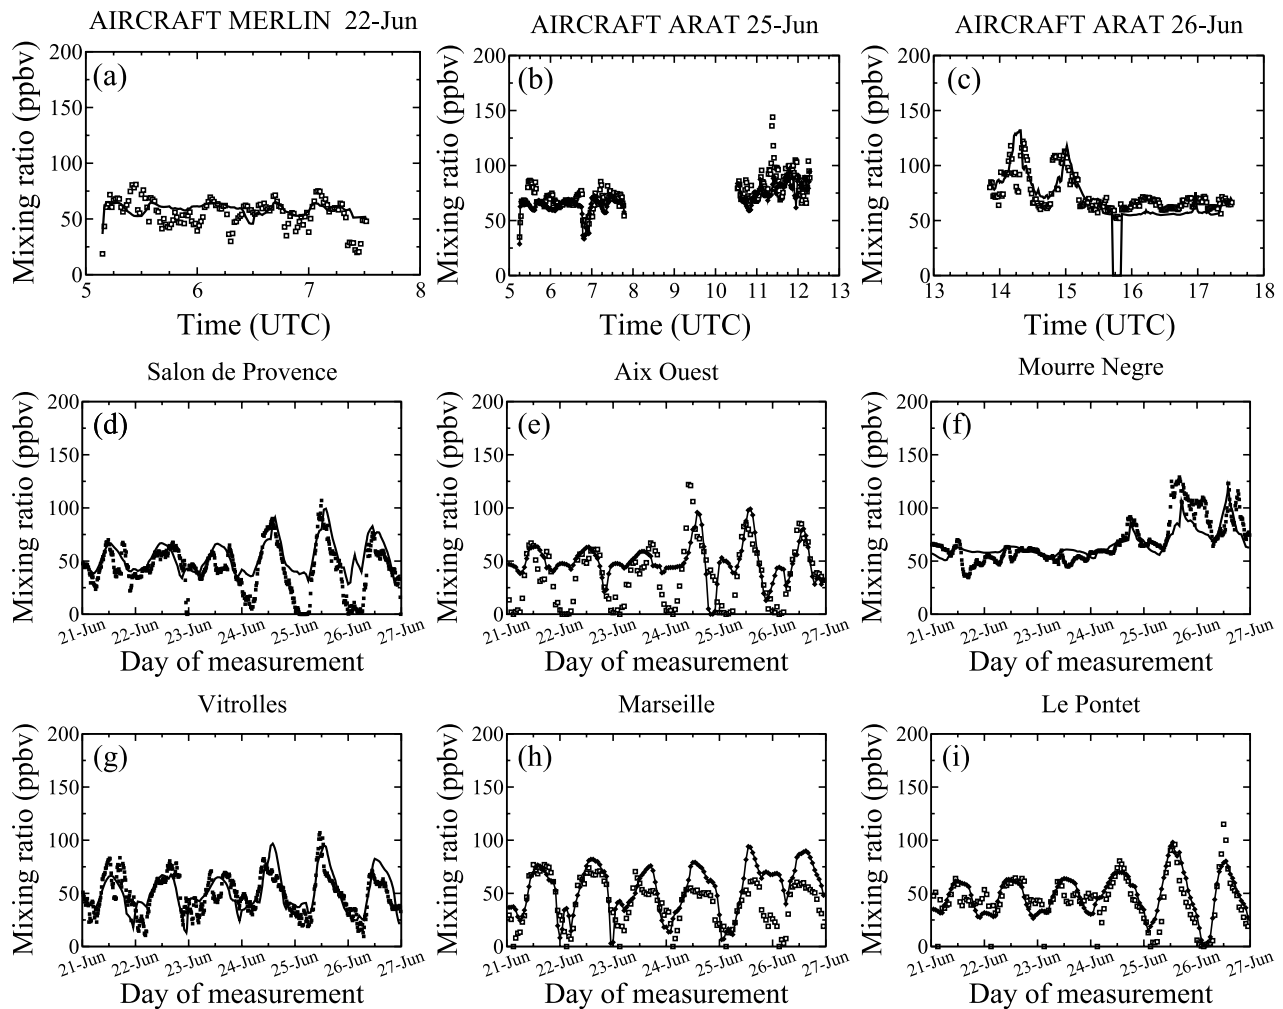 AIRCRAFT MERLIN 22-Jun
AIRCRAFT ARAT 25-Jun
AIRCRAFT ARAT 26-Jun
Mixing ratio (ppbv)
200
150
100
50
0
(a)
5 6 7 8
Time (UTC)
Mixing ratio (ppbv)
200
150
100
50
0
(b)
5 6 7 8 9 10 11 12 13
Time (UTC)
Mixing ratio (ppbv)
200
150
100
50
0
(c)
13 14 15 16 17 18
Time (UTC)
Salon de Provence
Mixing ratio (ppbv)
200
150
100
50
0
(d)
21-Jun 22-Jun 23-Jun 24-Jun 25-Jun 26-Jun 27-Jun
Day of measurement
Aix Ouest
Mixing ratio (ppbv)
200
150
100
50
0
(e)
21-Jun 22-Jun 23-Jun 24-Jun 25-Jun 26-Jun 27-Jun
Day of measurement
Mourre Negre
Mixing ratio (ppbv)
200
150
100
50
0
(f)
21-Jun 22-Jun 23-Jun 24-Jun 25-Jun 26-Jun 27-Jun
Day of measurement
Vitrolles
Mixing ratio (ppbv)
200
150
100
50
0
(g)
21-Jun 22-Jun 23-Jun 24-Jun 25-Jun 26-Jun 27-Jun
Day of measurement
Marseille
Mixing ratio (ppbv)
200
150
100
50
0
(h)
21-Jun 22-Jun 23-Jun 24-Jun 25-Jun 26-Jun 27-Jun
Day of measurement
Le Pontet
Mixing ratio (ppbv)
200
150
100
50
0
(i)
21-Jun 22-Jun 23-Jun 24-Jun 25-Jun 26-Jun 27-Jun
Day of measurement